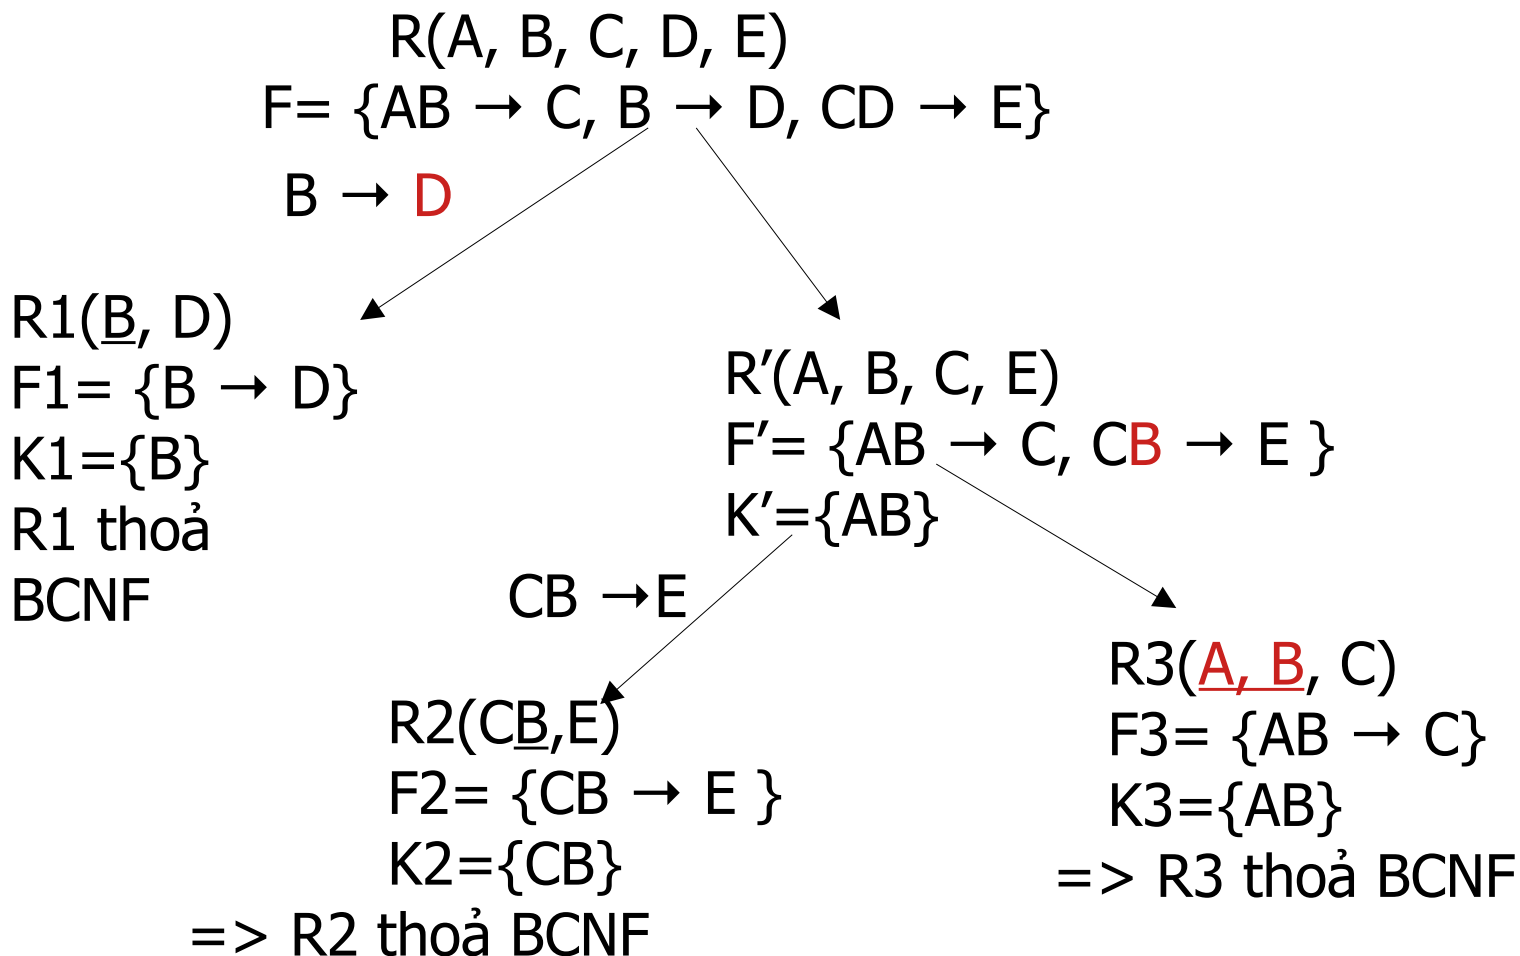 R(A, B, C, D, E)
F= {AB → C, B → D, CD → E}
B → D
R1(B, D)
F1= {B → D}
K1={B}
R1 thoả
BCNF
R’(A, B, C, E)
F’= {AB → C, CB → E }
K’={AB}
CB →E
R2(CB,E)
F2= {CB → E }
K2={CB}
=> R2 thoả BCNF
R3(A, B, C)
F3= {AB → C}
K3={AB}
=> R3 thoả BCNF